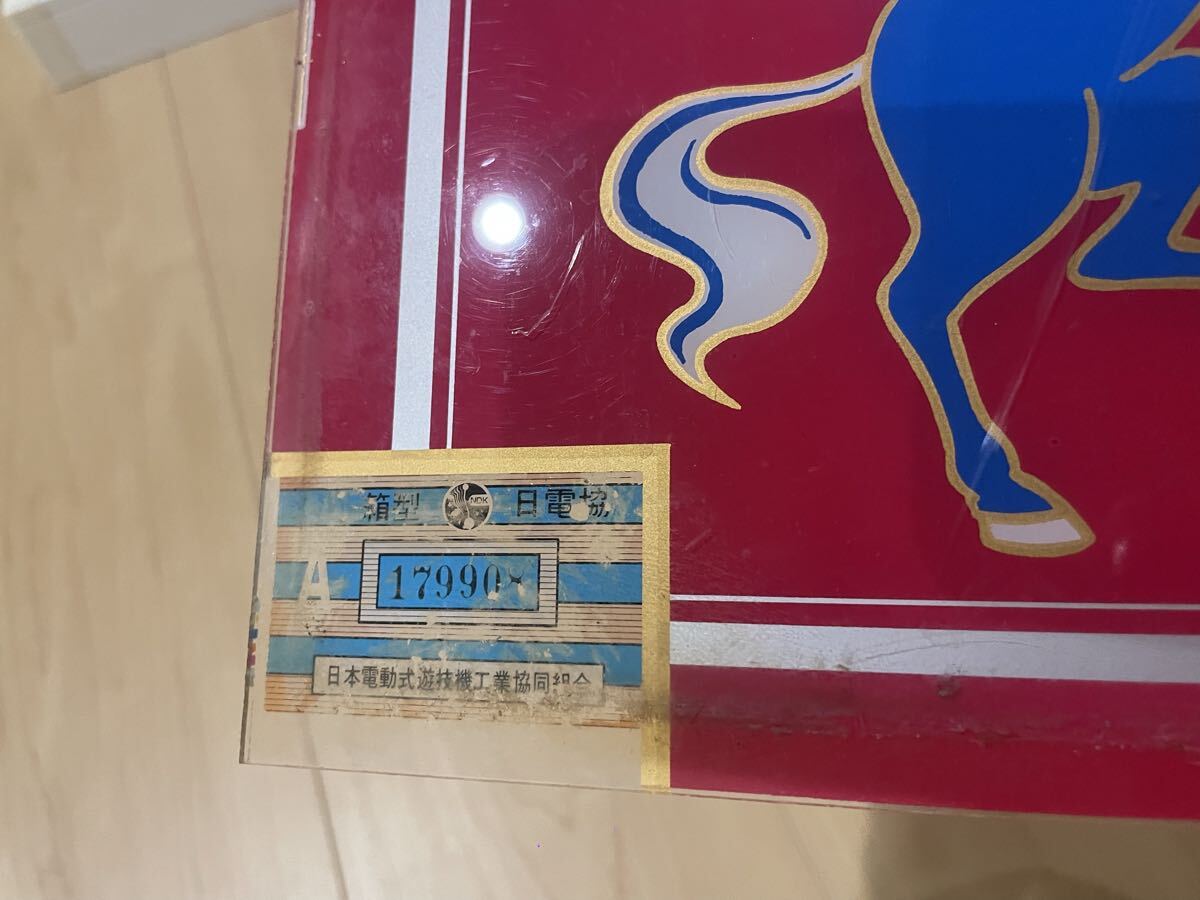 箱型 NDK 日電協
A 17990
日本電動式遊技機工業協同組合